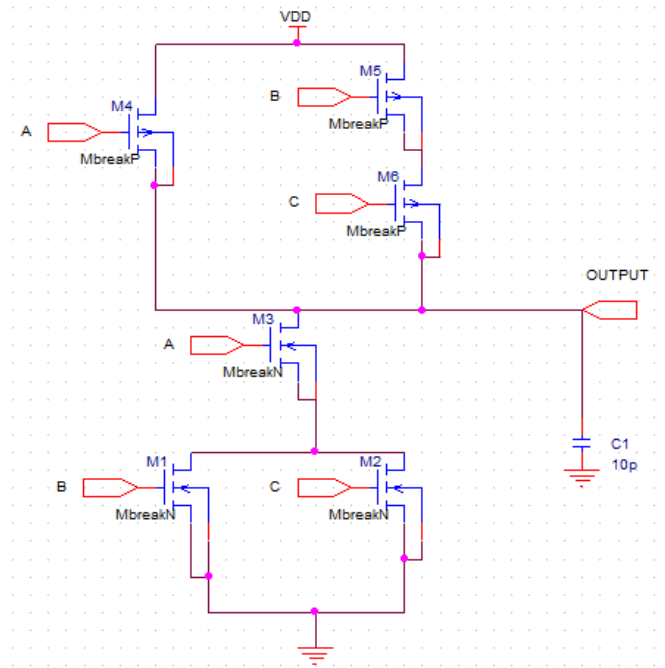 VDD
M5
B
MbreakP
M4
A
MbreakP
M6
C
MbreakP
OUTPUT
M3
A
MbreakN
C1
10p
M1
B
MbreakN
M2
C
MbreakN